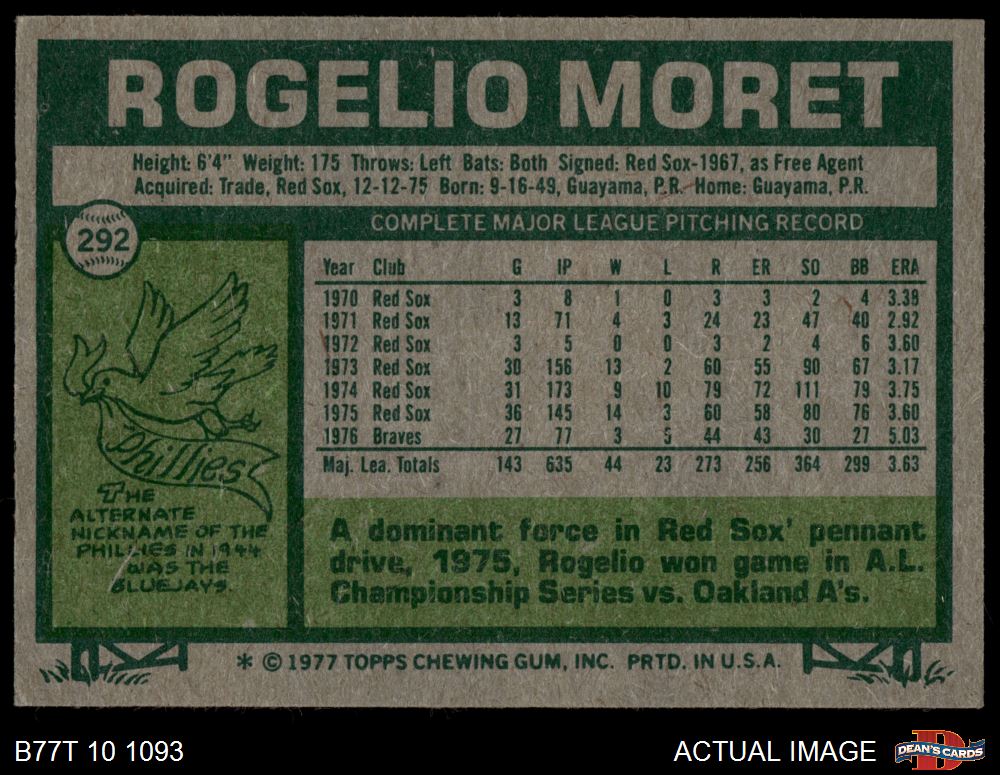 ROGELIO MORET
Height: 6'4" Weight: 175 Throws: Left Bats: Both Signed: Red Sox-1967, as Free Agent
Acquired: Trade, Red Sox, 12-12-75 Born: 9-16-49, Guayama, P.R. Home: Guayama, P.R.
292
COMPLETE MAJOR LEAGUE PITCHING RECORD
Year Club G IP W L R ER SO BB ERA
1970 Red Sox 3 8 1 0 3 3 2 4 3.38
1971 Red Sox 13 71 4 3 24 23 47 40 2.92
1972 Red Sox 3 5 0 0 3 2 4 6 3.60
1973 Red Sox 30 156 13 2 60 55 90 67 3.17
1974 Red Sox 31 173 9 10 79 72 111 79 3.75
1975 Red Sox 36 145 14 3 60 58 80 76 3.60
1976 Braves 27 77 3 5 44 43 30 27 5.03
Maj. Lea. Totals 143 635 44 23 273 256 364 299 3.63
Phillies
THE
ALTERNATE
NICKNAME OF THE
PHILLIES IN 1944
WAS THE
BLUEJAYS.
A dominant force in Red Sox' pennant
drive, 1975, Rogelio won game in A.L.
Championship Series vs. Oakland A's.
* © 1977 TOPPS CHEWING GUM, INC. PRTD. IN U.S.A.
B77T 10 1093
ACTUAL IMAGE
D
DEAN'S CARDS